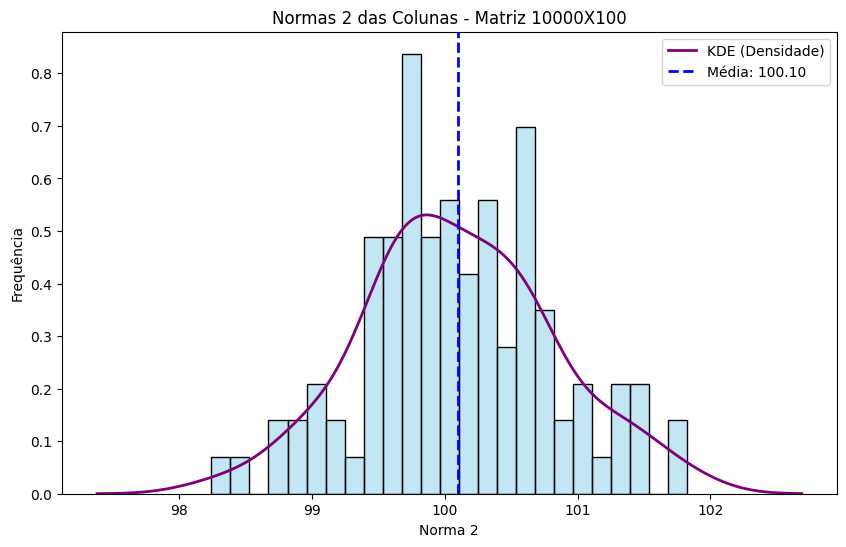 Normas 2 das Colunas - Matriz 10000X100
KDE (Densidade)
Média: 100.10
Frequência
0.8
0.7
0.6
0.5
0.4
0.3
0.2
0.1
0.0
98
99
100
101
102
Norma 2